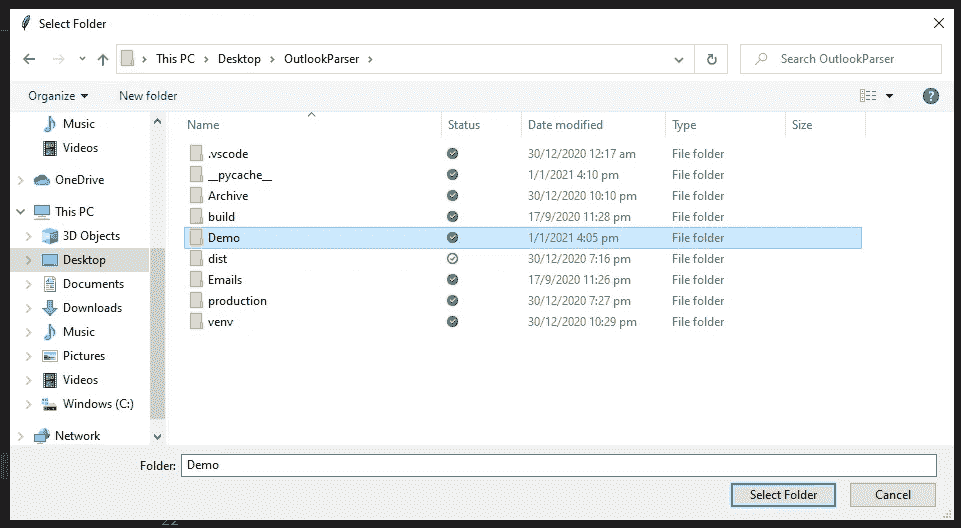 Select Folder
This PC > Desktop > OutlookParser >
Search OutlookParser
Organize
New folder
?
Name Status Date modified Type Size
Music
Videos
OneDrive
This PC
3D Objects
Desktop
Documents
Downloads
Music
Pictures
Videos
Windows (C:)
Network
.vscode 30/12/2020 12:17 am File folder
__pycache__ 1/1/2021 4:10 pm File folder
Archive 30/12/2020 10:10 pm File folder
build 17/9/2020 11:28 pm File folder
Demo 1/1/2021 4:05 pm File folder
dist 30/12/2020 7:16 pm File folder
Emails 17/9/2020 11:26 pm File folder
production 30/12/2020 7:27 pm File folder
venv 30/12/2020 10:29 pm File folder
Folder: Demo
Select Folder
Cancel
22